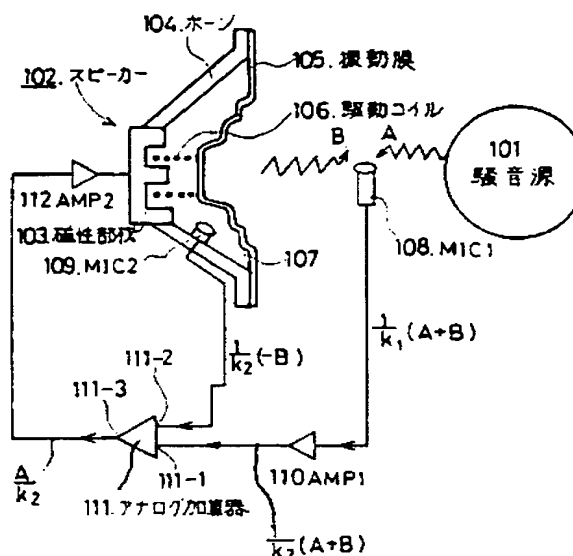 104.ホーン
105.振動膜
102.スピーカー
106.駆動コイル
B
A
101
騒音源
112 AMP2
103.磁性部材
109.MIC2
107
108.MIC1
1/k₂(-B)
1/k₁(A+B)
111-2
111-3
A/k₂
111-1
110 AMP1
111.アナログ加算器
1/k₂(A+B)